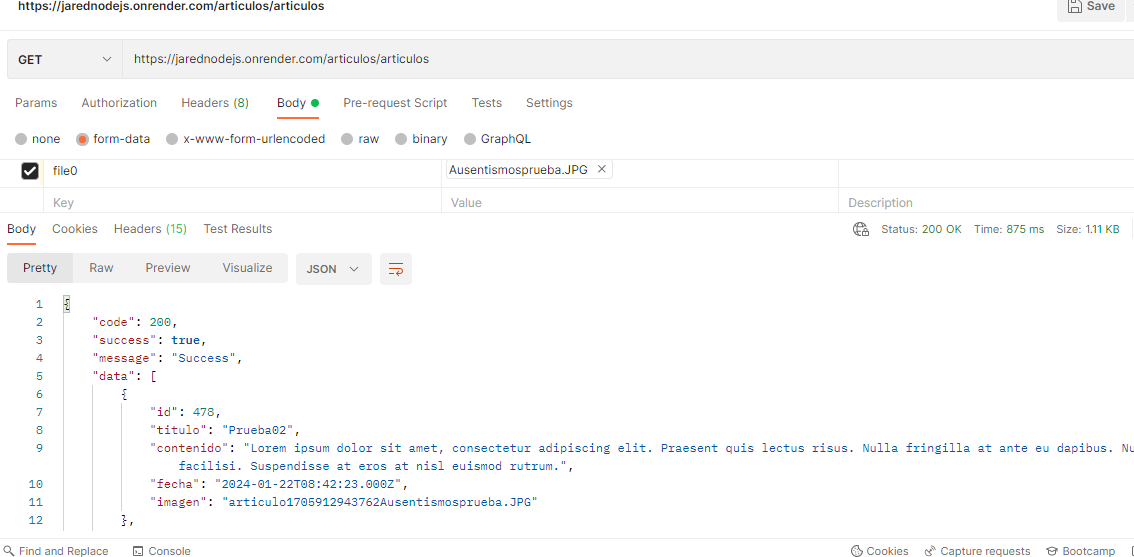 https://jarednodejs.onrender.com/articulos/articulos
Save
GET
https://jarednodejs.onrender.com/articulos/articulos
Params Authorization Headers (8) Body Pre-request Script Tests Settings
none form-data x-www-form-urlencoded raw binary GraphQL
file0 Ausentismosprueba.JPG
Key Value Description
Body Cookies Headers (15) Test Results Status: 200 OK Time: 875 ms Size: 1.11 KB
Pretty Raw Preview Visualize JSON
1 {
2 "code": 200,
3 "success": true,
4 "message": "Success",
5 "data": [
6 {
7 "id": 478,
8 "titulo": "Prueba02",
9 "contenido": "Lorem ipsum dolor sit amet, consectetur adipiscing elit. Praesent quis lectus risus. Nulla fringilla at ante eu dapibus.
facilisi. Suspendisse at eros at nisl euismod rutrum.",
10 "fecha": "2024-01-22T08:42:23.000Z",
11 "imagen": "articulo1705912943762Ausentismosprueba.JPG"
12 },
Find and Replace Console Cookies Capture requests Bootcamp